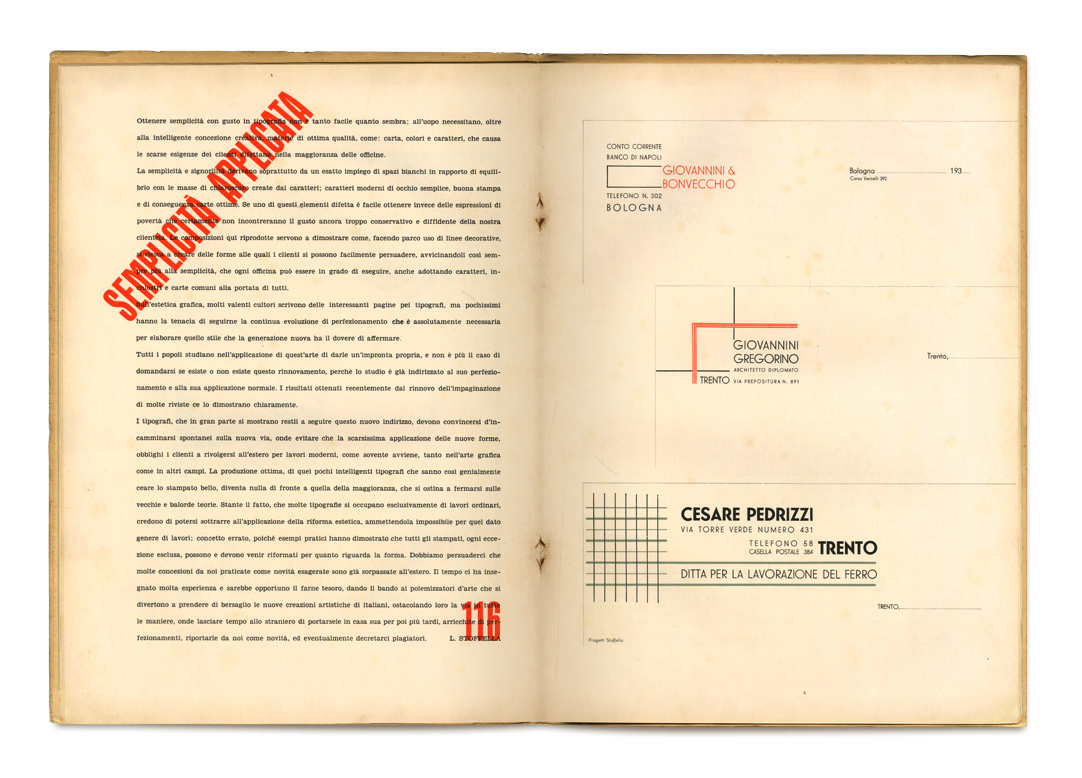 SEMPLICITÀ APPLICATA
Ottenere semplicità con gusto in tipografia non è tanto facile quanto sembra; all'uopo necessitano, oltre
alla intelligente concezione creativa, materie di ottima qualità, come: carta, colori e caratteri, che causa
le scarse esigenze dei clienti difettano nella maggioranza delle officine.
La semplicità e signorilità derivano soprattutto da un esatto impiego di spazi bianchi in rapporto di equili-
brio con le masse di chiaroscuro create dai caratteri; caratteri moderni di occhio semplice, buona stampa
e di conseguenza carte ottime. Se uno di questi elementi difetta è facile ottenere invece delle espressioni di
povertà che certamente non incontreranno il gusto ancora troppo conservativo e diffidente della nostra
clientela. Le composizioni qui riprodotte servono a dimostrare come, facendo parco uso di linee decorative,
si riesca a creare delle forme alle quali i clienti si possono facilmente persuadere, avvicinandoli così sem-
pre più alla semplicità, che ogni officina può essere in grado di eseguire, anche adottando caratteri, in-
chiostri e carte comuni alla portata di tutti.
Sull'estetica grafica, molti valenti cultori scrivono delle interessanti pagine pei tipografi, ma pochissimi
hanno la tenacia di seguirne la continua evoluzione di perfezionamento che è assolutamente necessaria
per elaborare quello stile che la generazione nuova ha il dovere di affermare.
Tutti i popoli studiano nell'applicazione di quest'arte di darle un'impronta propria, e non è più il caso di
domandarsi se esiste o non esiste questo rinnovamento, perchè lo studio è già indirizzato al suo perfezio-
namento e alla sua applicazione normale. I risultati ottenuti recentemente dal rinnovo dell'impaginazione
di molte riviste ce lo dimostrano chiaramente.
I tipografi, che in gran parte si mostrano restii a seguire questo nuovo indirizzo, devono convincersi d'in-
camminarsi spontanei sulla nuova via, onde evitare che la scarsissima applicazione delle nuove forme,
obblighi i clienti a rivolgersi all'estero per lavori moderni, come sovente avviene, tanto nell'arte grafica
come in altri campi. La produzione ottima, di quei pochi intelligenti tipografi che sanno così genialmente
ceare lo stampato bello, diventa nulla di fronte a quella della maggioranza, che si ostina a fermarsi sulle
vecchie e balorde teorie. Stante il fatto, che molte tipografie si occupano esclusivamente di lavori ordinari,
credono di potersi sottrarre all'applicazione della riforma estetica, ammettendola impossibile per quel dato
genere di lavori; concetto errato, poichè esempi pratici hanno dimostrato che tutti gli stampati, ogni ecce-
zione esclusa, possono e devono venir riformati per quanto riguarda la forma. Dobbiamo persuaderci che
molte concezioni da noi praticate come novità esagerate sono già sorpassate all'estero. Il tempo ci ha inse-
gnato molta esperienza e sarebbe opportuno il farne tesoro, dando il bando ai polemizzatori d'arte che si
divertono a prendere di bersaglio le nuove creazioni artistiche di italiani, ostacolando loro la via in tutte
le maniere, onde lasciare tempo allo straniero di portarsele in casa sua per poi più tardi, arricchite di per-
fezionamenti, riportarle da noi come novità, ed eventualmente decretarci plagiatori. L. STOFFELLA
116
CONTO CORRENTE
BANCO DI NAPOLI
GIOVANNINI &
BONVECCHIO
TELEFONO N. 302
BOLOGNA
Bologna 193
Corso Vercelli 392
GIOVANNINI
GREGORINO
ARCHITETTO DIPLOMATO
TRENTO VIA PREPOSITURA N. 891
Trento,
CESARE PEDRIZZI
VIA TORRE VERDE NUMERO 431
TELEFONO 58
CASELLA POSTALE 384 TRENTO
DITTA PER LA LAVORAZIONE DEL FERRO
TRENTO,
Progetti Stoffella